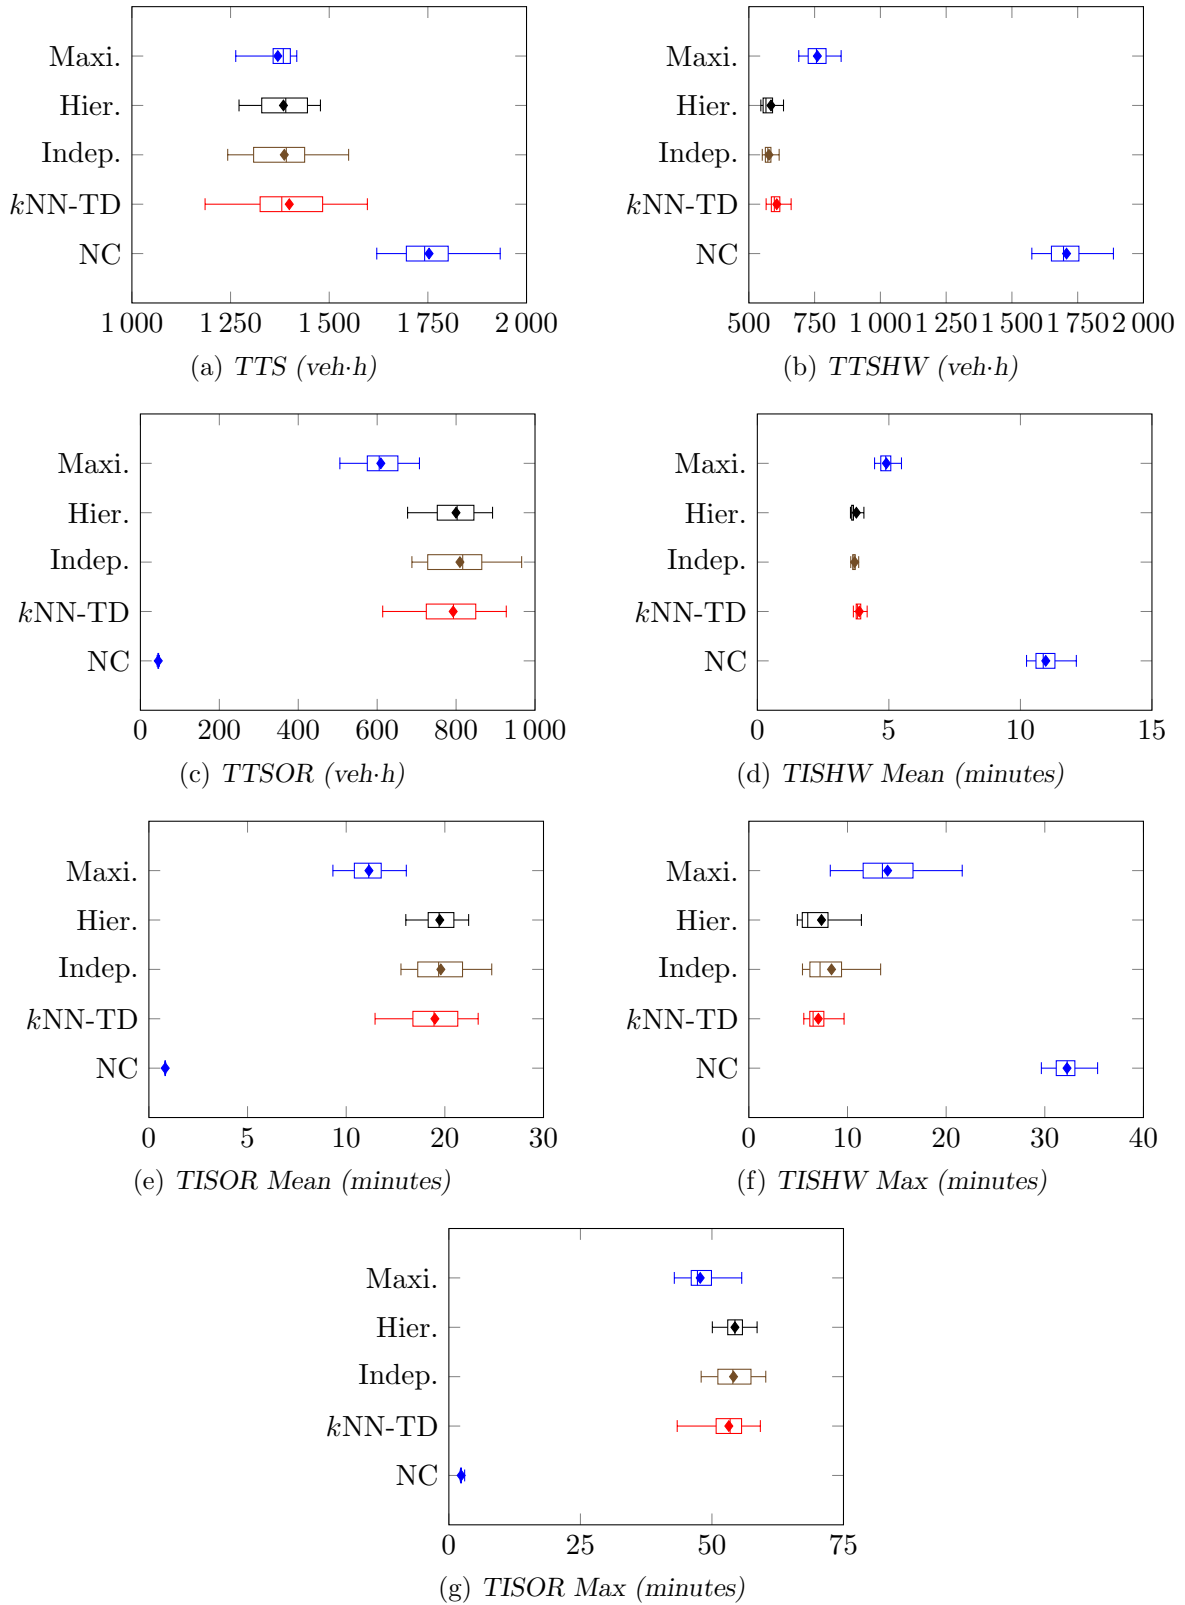 Maxi.
Hier.
Indep.
kNN-TD
NC
1 000 1 250 1 500 1 750 2 000
(a) TTS (veh·h)
Maxi.
Hier.
Indep.
kNN-TD
NC
500 750 1 000 1 250 1 500 1 750 2 000
(b) TTSHW (veh·h)
Maxi.
Hier.
Indep.
kNN-TD
NC
0 200 400 600 800 1 000
(c) TTSOR (veh·h)
Maxi.
Hier.
Indep.
kNN-TD
NC
0 5 10 15
(d) TISHW Mean (minutes)
Maxi.
Hier.
Indep.
kNN-TD
NC
0 5 10 20 30
(e) TISOR Mean (minutes)
Maxi.
Hier.
Indep.
kNN-TD
NC
0 10 20 30 40
(f) TISHW Max (minutes)
Maxi.
Hier.
Indep.
kNN-TD
NC
0 25 50 75
(g) TISOR Max (minutes)